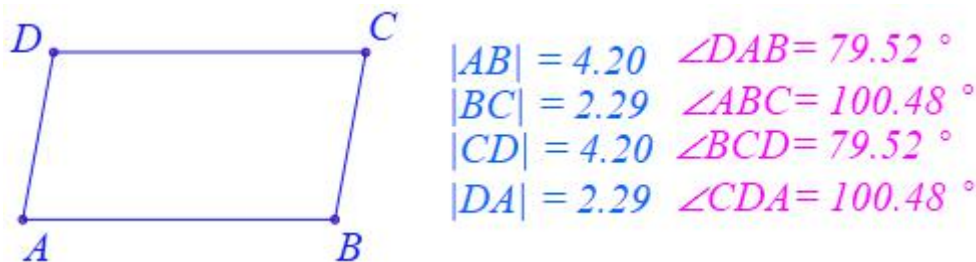 D C
|AB| = 4.20 ∠DAB= 79.52 °
|BC| = 2.29 ∠ABC= 100.48 °
|CD| = 4.20 ∠BCD= 79.52 °
|DA| = 2.29 ∠CDA= 100.48 °
A B